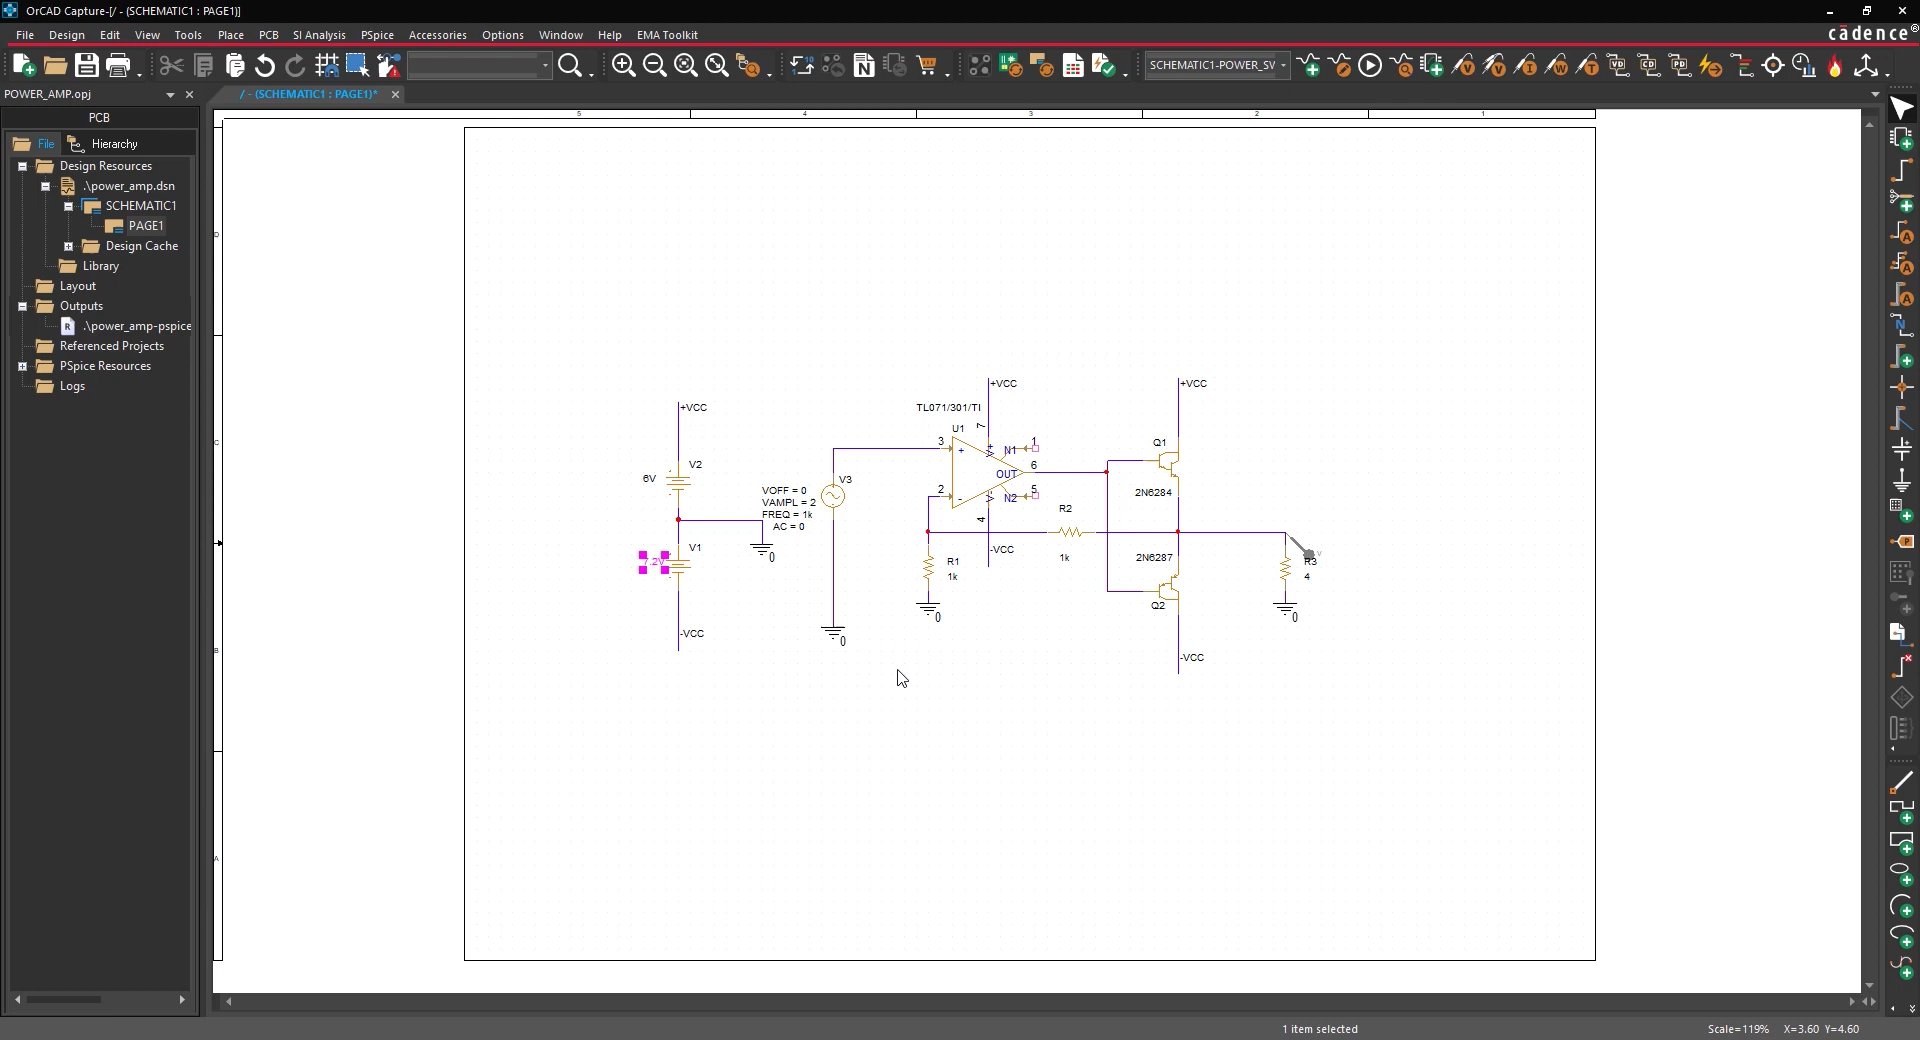 OrCAD Capture-[/ - (SCHEMATIC1 : PAGE1)]
File Design Edit View Tools Place PCB SI Analysis PSpice Accessories Options Window Help EMA Toolkit
cādence®
SCHEMATIC1-POWER_SV
POWER_AMP.opj
/ - (SCHEMATIC1 : PAGE1)*
PCB
File Hierarchy
Design Resources
.\power_amp.dsn
SCHEMATIC1
PAGE1
Design Cache
Library
Layout
Outputs
.\power_amp-pspice
Referenced Projects
PSpice Resources
Logs
5 4 3 2 1
D
C
B
A
+VCC
V2
6V
0
V1
7.2V
-VCC
VOFF = 0
VAMPL = 2
FREQ = 1k
AC = 0
V3
0
+VCC
TL071/301/TI
U1
7
3
+
V+
N1
1
6
OUT
2
-
V-
N2
5
4
-VCC
R1
1k
0
R2
1k
+VCC
Q1
2N6284
2N6287
Q2
-VCC
V
R3
4
0
1 item selected
Scale=119% X=3.60 Y=4.60